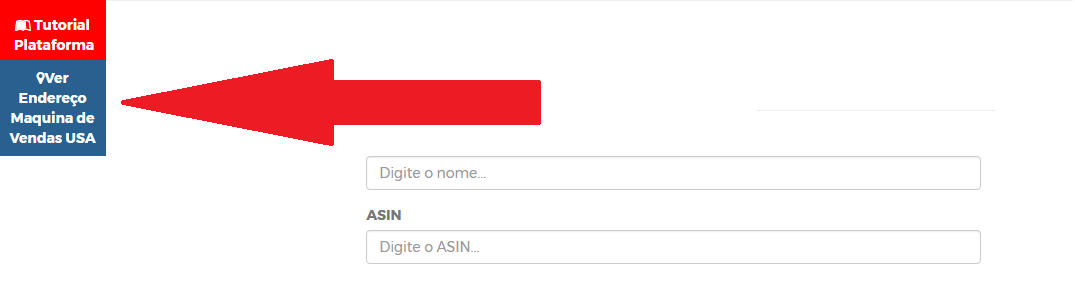 Tutorial
Plataforma
Ver
Endereço
Maquina de
Vendas USA
Digite o nome...
ASIN
Digite o ASIN...